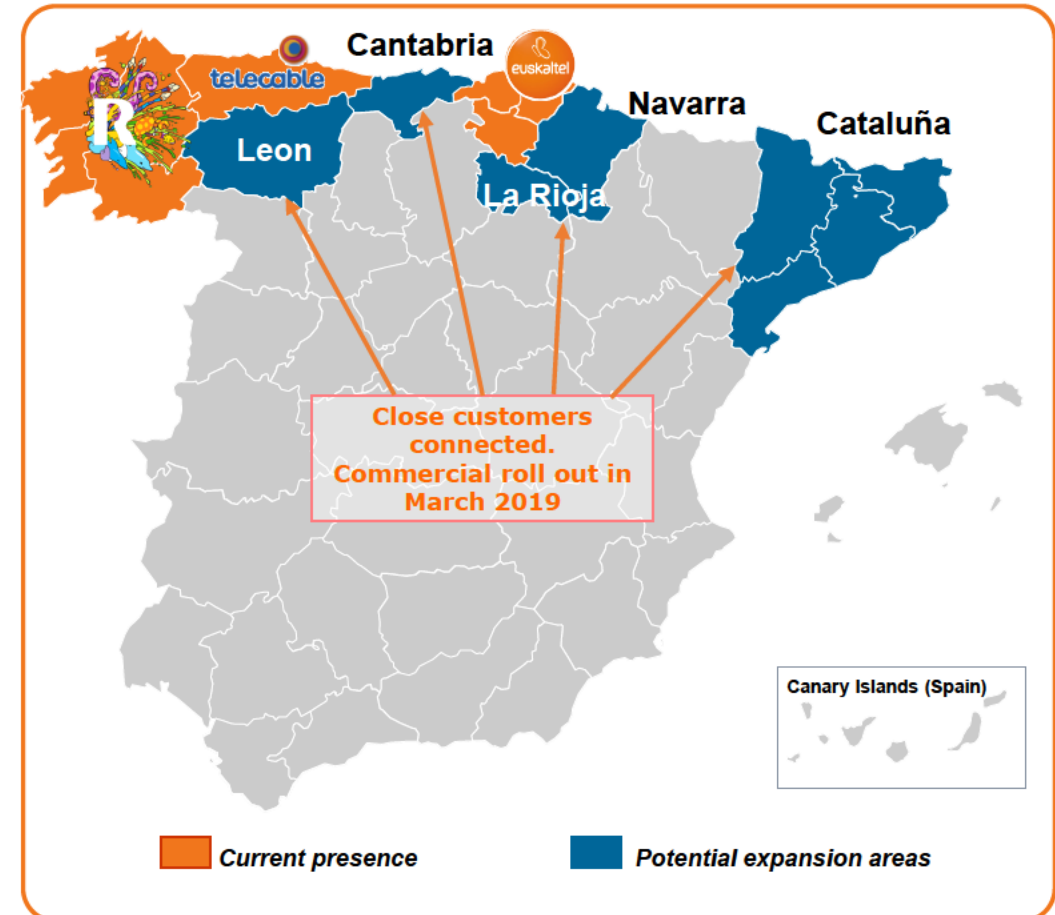 Cantabria
euskaltel
telecable
Navarra
Cataluña
R
Leon
La Rioja
Close customers
connected.
Commercial roll out in
March 2019
Canary Islands (Spain)
Current presence
Potential expansion areas